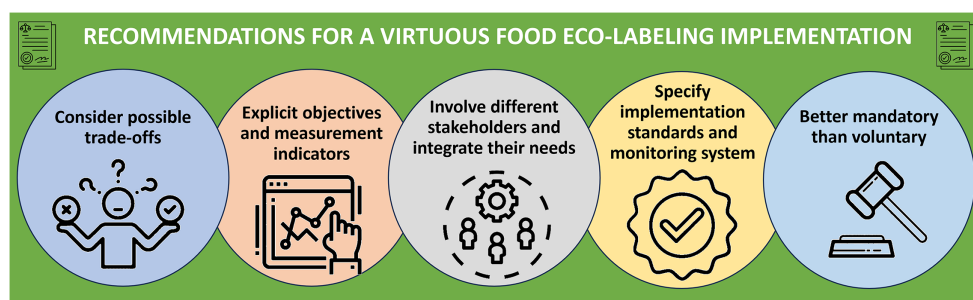 RECOMMENDATIONS FOR A VIRTUOUS FOOD ECO-LABELING IMPLEMENTATION
Consider possible
trade-offs
Explicit objectives
and measurement
indicators
Involve different
stakeholders and
integrate their needs
Specify
implementation
standards and
monitoring system
Better mandatory
than voluntary